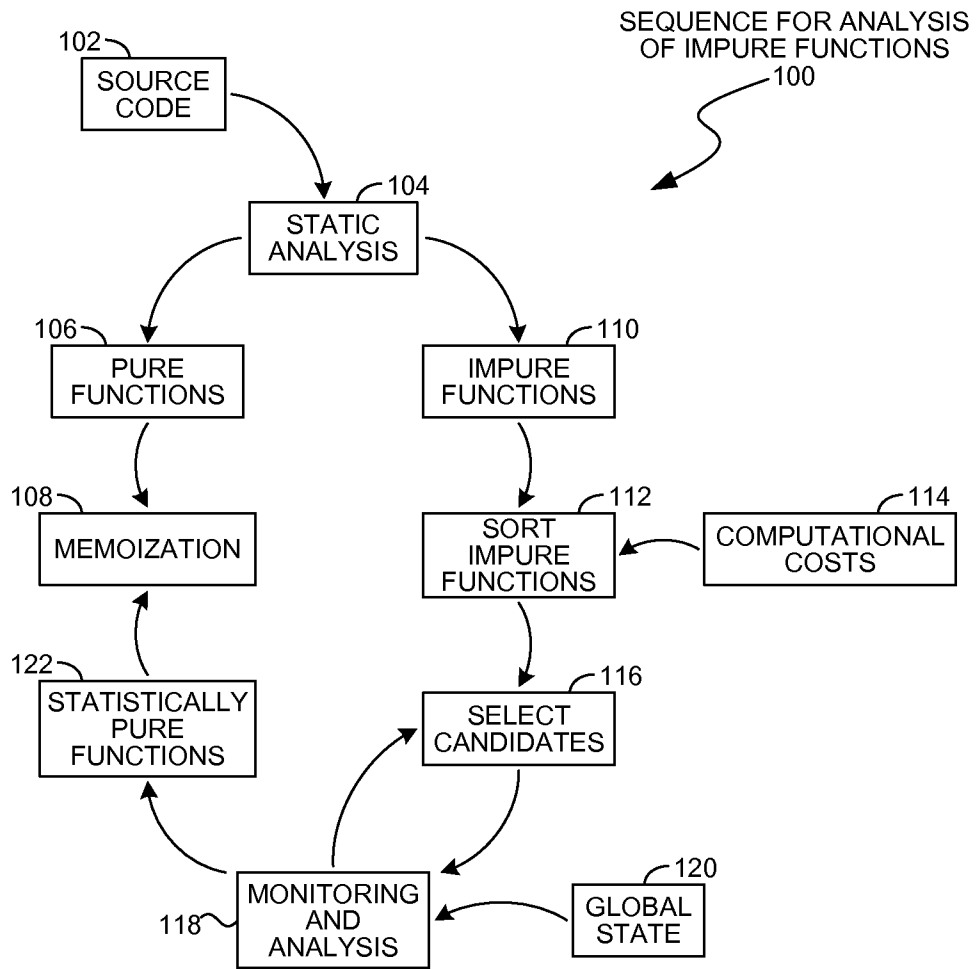 SEQUENCE FOR ANALYSIS
OF IMPURE FUNCTIONS
100
102
SOURCE
CODE
104
STATIC
ANALYSIS
106
PURE
FUNCTIONS
110
IMPURE
FUNCTIONS
108
MEMOIZATION
112
SORT
IMPURE
FUNCTIONS
114
COMPUTATIONAL
COSTS
122
STATISTICALLY
PURE
FUNCTIONS
116
SELECT
CANDIDATES
118
MONITORING
AND
ANALYSIS
120
GLOBAL
STATE